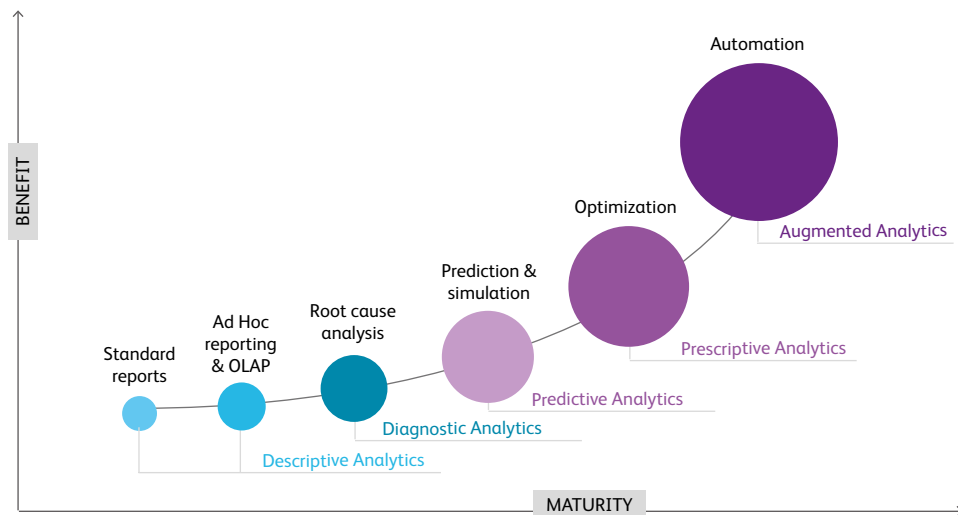 Automation
BENEFIT
Optimization
Augmented Analytics
Prediction &
simulation
Root cause
analysis
Ad Hoc
reporting
& OLAP
Standard
reports
Prescriptive Analytics
Predictive Analytics
Diagnostic Analytics
Descriptive Analytics
MATURITY